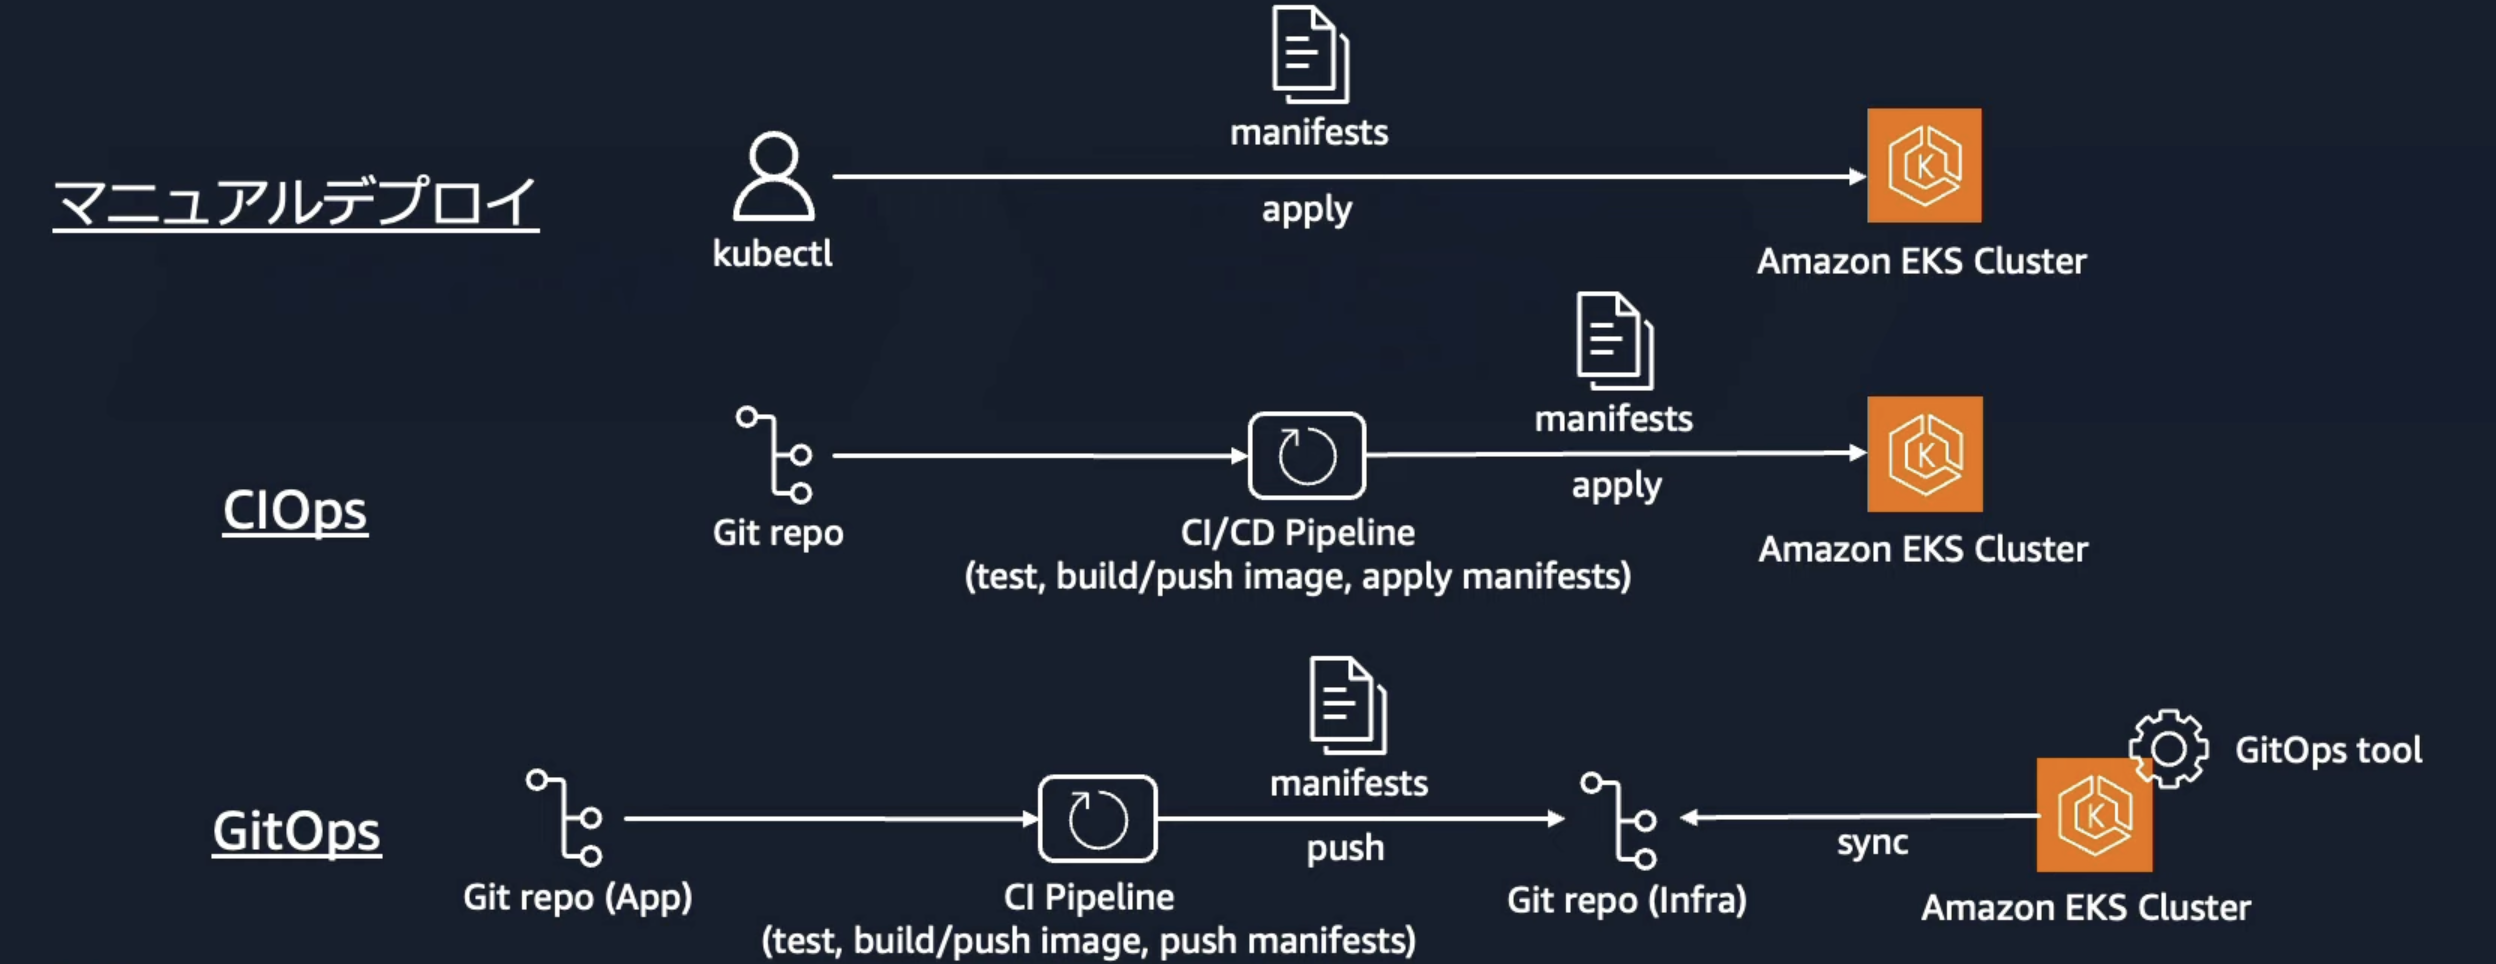 manifests
マニュアルデプロイ
apply
kubectl
Amazon EKS Cluster
manifests
CIOps
apply
Git repo
CI/CD Pipeline
(test, build/push image, apply manifests)
Amazon EKS Cluster
manifests
GitOps tool
GitOps
push
sync
Git repo (App)
CI Pipeline
(test, build/push image, push manifests)
Git repo (Infra)
Amazon EKS Cluster